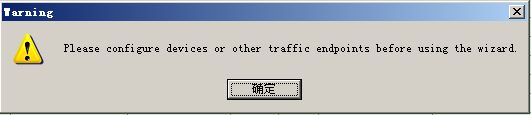 Warning
Please configure devices or other traffic endpoints before using the wizard.
确定